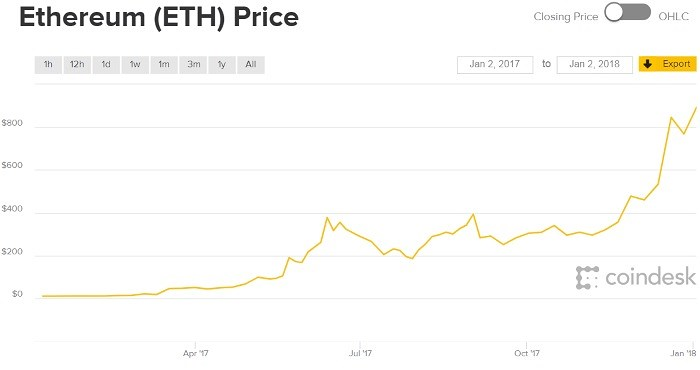 Ethereum (ETH) Price
Closing Price OHLC
1h 12h 1d 1w 1m 3m 1y All
Jan 2, 2017 to Jan 2, 2018 Export
$800
$600
$400
$200
$0
coindesk
Apr '17 Jul '17 Oct '17 Jan '18